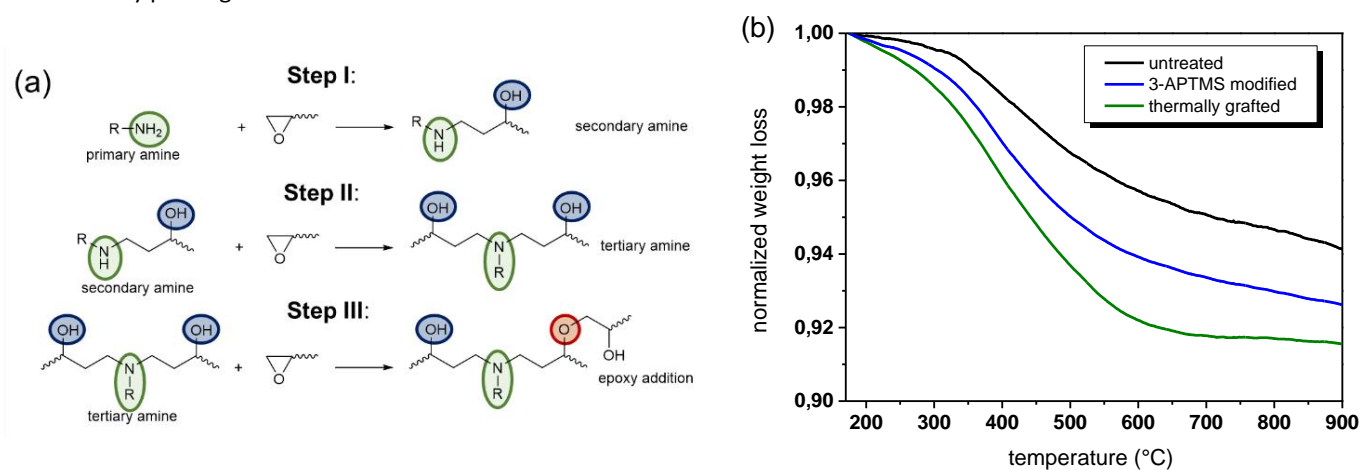 (a)
Step I:
R
NH₂
primary amine
+
O
R
N
H
OH
secondary amine
Step II:
R
N
H
OH
secondary amine
+
O
OH
OH
N
R
tertiary amine
Step III:
OH
OH
N
R
tertiary amine
+
O
OH
N
R
O
OH
epoxy addition
(b)
untreated
3-APTMS modified
thermally grafted
normalized weight loss
1,00
0,98
0,96
0,94
0,92
0,90
200 300 400 500 600 700 800 900
temperature (°C)